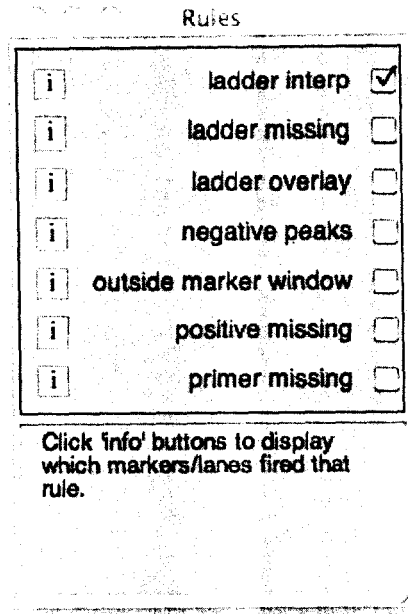 Rules
i ladder interp
i ladder missing
i ladder overlay
i negative peaks
i outside marker window
i positive missing
i primer missing
Click 'info' buttons to display
which markers/lanes fired that
rule.